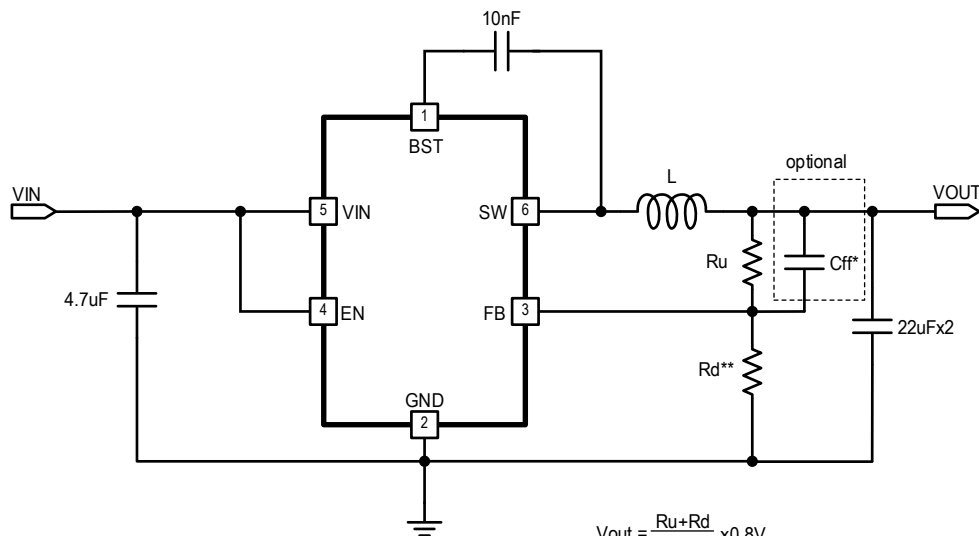 10nF
1
BST
optional
L
VIN
VOUT
5
VIN
SW
6
Ru
Cff*
4.7uF
4
EN
FB
3
22uFx2
Rd**
GND
2
Vout = Ru+Rd x0.8V